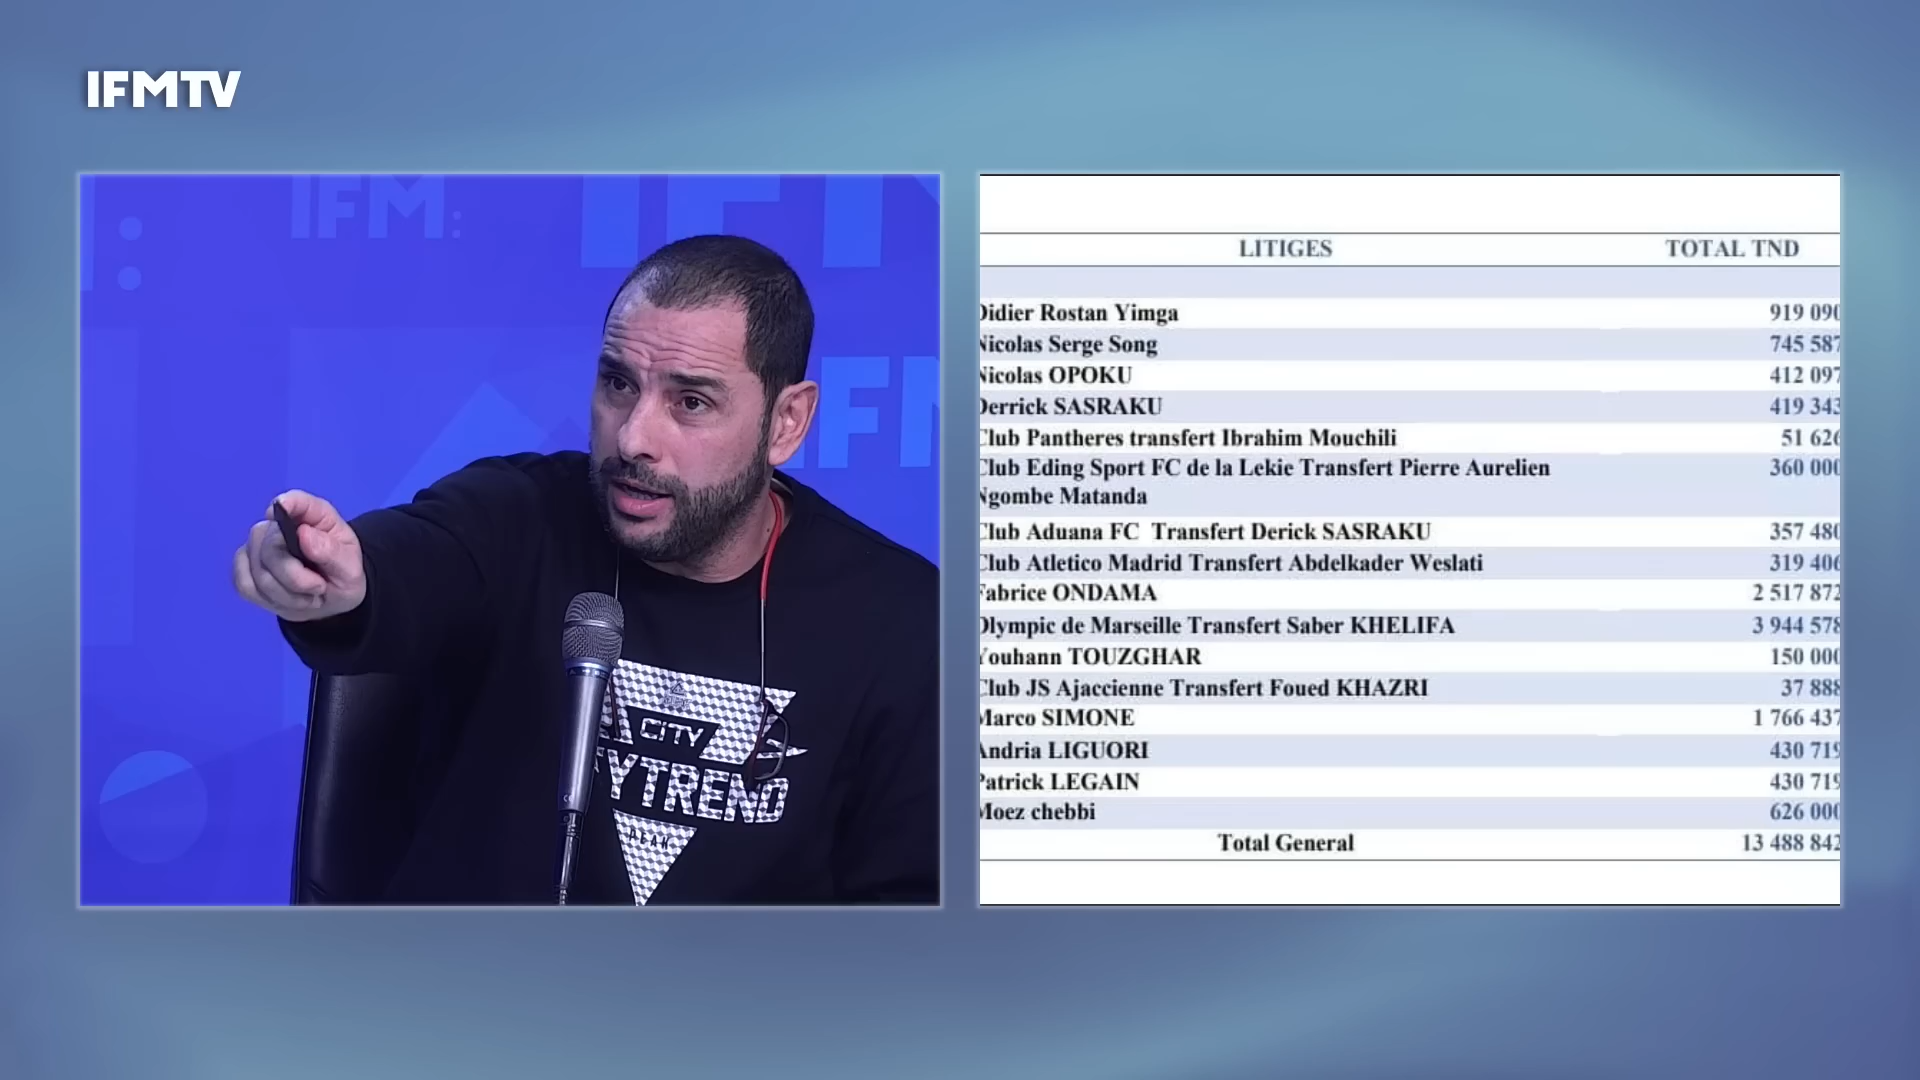 IFMTV
IFM:
CITY
YTREND
LITIGES TOTAL TND
Didier Rostan Yimga 919 090
Nicolas Serge Song 745 587
Nicolas OPOKU 412 097
Derrick SASRAKU 419 343
Club Pantheres transfert Ibrahim Mouchili 51 626
Club Eding Sport FC de la Lekie Transfert Pierre Aurelien 360 000
Ngombe Matanda
Club Aduana FC Transfert Derick SASRAKU 357 480
Club Atletico Madrid Transfert Abdelkader Weslati 319 406
Fabrice ONDAMA 2 517 872
Olympic de Marseille Transfert Saber KHELIFA 3 944 578
Youhann TOUZGHAR 150 000
Club JS Ajaccienne Transfert Foued KHAZRI 37 888
Marco SIMONE 1 766 437
Andria LIGUORI 430 719
Patrick LEGAIN 430 719
Moez chebbi 626 000
Total General 13 488 842